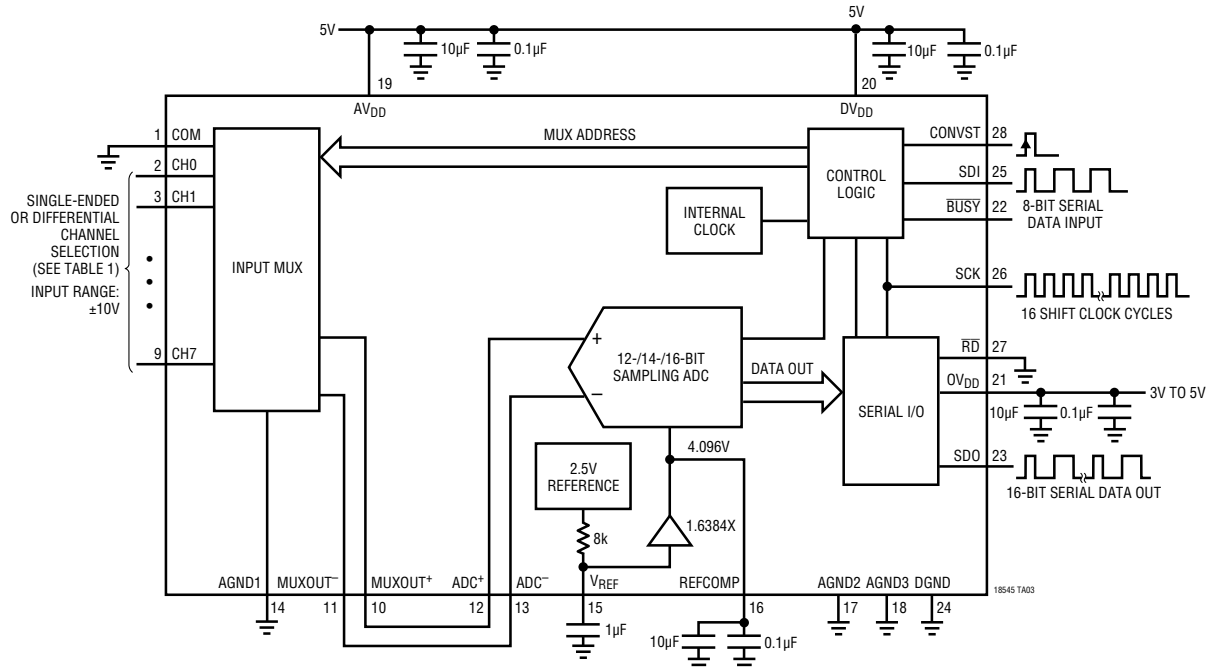 5V
5V
10µF
0.1µF
10µF
0.1µF
19
20
AVDD
DVDD
1
COM
2
CH0
3
CH1
9
CH7
SINGLE-ENDED
OR DIFFERENTIAL
CHANNEL
SELECTION
(SEE TABLE 1)
INPUT RANGE:
±10V
INPUT MUX
MUX ADDRESS
INTERNAL
CLOCK
CONTROL
LOGIC
CONVST
28
SDI
25
BUSY
22
8-BIT SERIAL
DATA INPUT
SCK
26
16 SHIFT CLOCK CYCLES
+
–
12-/14-/16-BIT
SAMPLING ADC
DATA OUT
SERIAL I/O
RD
27
OVDD
21
3V TO 5V
10µF
0.1µF
SDO
23
16-BIT SERIAL DATA OUT
4.096V
2.5V
REFERENCE
8k
1.6384X
AGND1
MUXOUT–
MUXOUT+
ADC+
ADC–
VREF
REFCOMP
AGND2
AGND3
DGND
18545 TA03
14
11
10
12
13
15
16
17
18
24
1µF
10µF
0.1µF